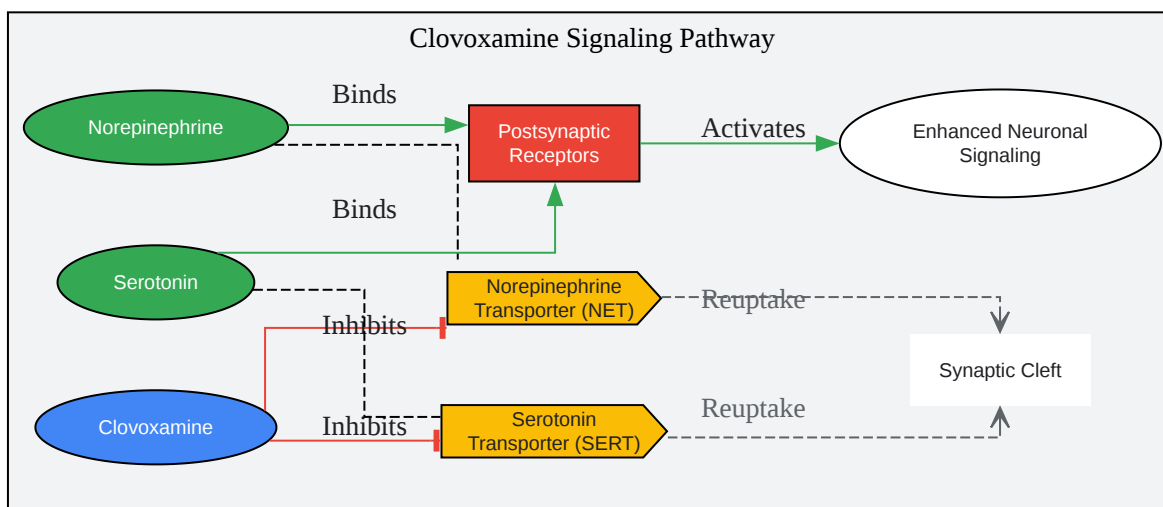 Clovoxamine Signaling Pathway
Binds
Norepinephrine
Postsynaptic
Receptors
Activates
Enhanced Neuronal
Signaling
Binds
Serotonin
Norepinephrine
Transporter (NET)
Reuptake
Inhibits
Synaptic Cleft
Clovoxamine
Inhibits
Serotonin
Transporter (SERT)
Reuptake